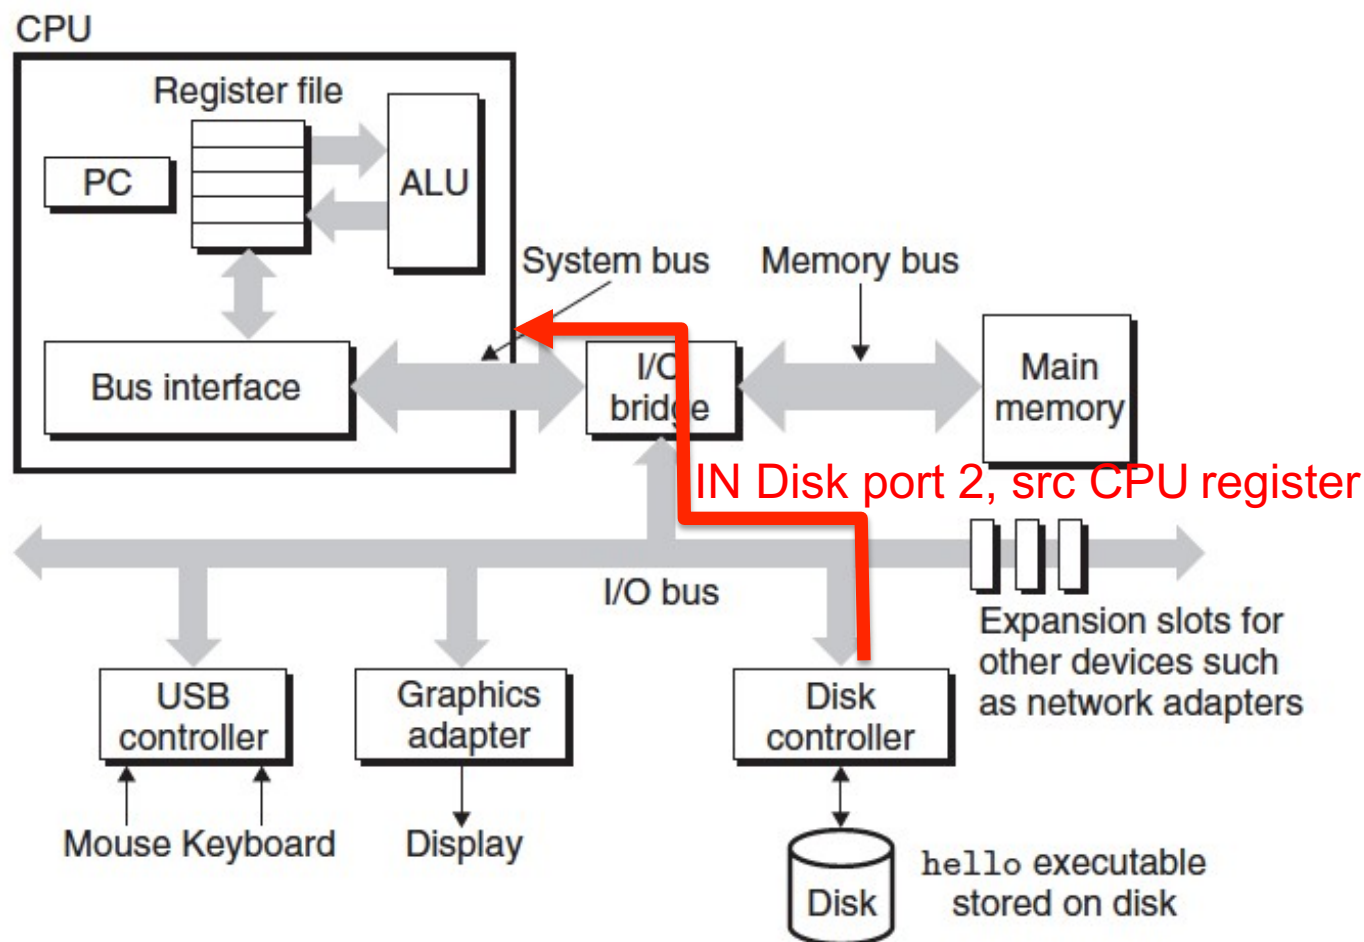 CPU
Register file
PC
ALU
System bus
Memory bus
Bus interface
I/O
bridge
Main
memory
IN Disk port 2, src CPU register
I/O bus
Expansion slots for
other devices such
as network adapters
USB
controller
Graphics
adapter
Disk
controller
Mouse Keyboard
Display
Disk
hello executable
stored on disk